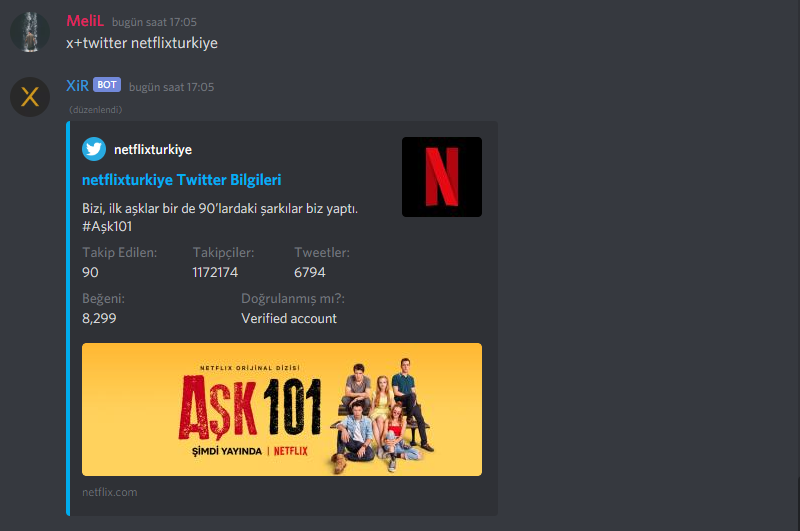 MeliL bugün saat 17:05
x+twitter netflixturkiye
XiR BOT bugün saat 17:05
(düzenlendi)
netflixturkiye
netflixturkiye Twitter Bilgileri
Bizi, ilk aşklar bir de 90'lardaki şarkılar biz yaptı.
#Aşk101
Takip Edilen: Takipçiler: Tweetler:
90 1172174 6794
Beğeni: Doğrulanmış mı?:
8,299 Verified account
NETFLIX ORİJİNAL DİZİSİ
AŞK 101
ŞİMDİ YAYINDA | NETFLIX
netflix.com